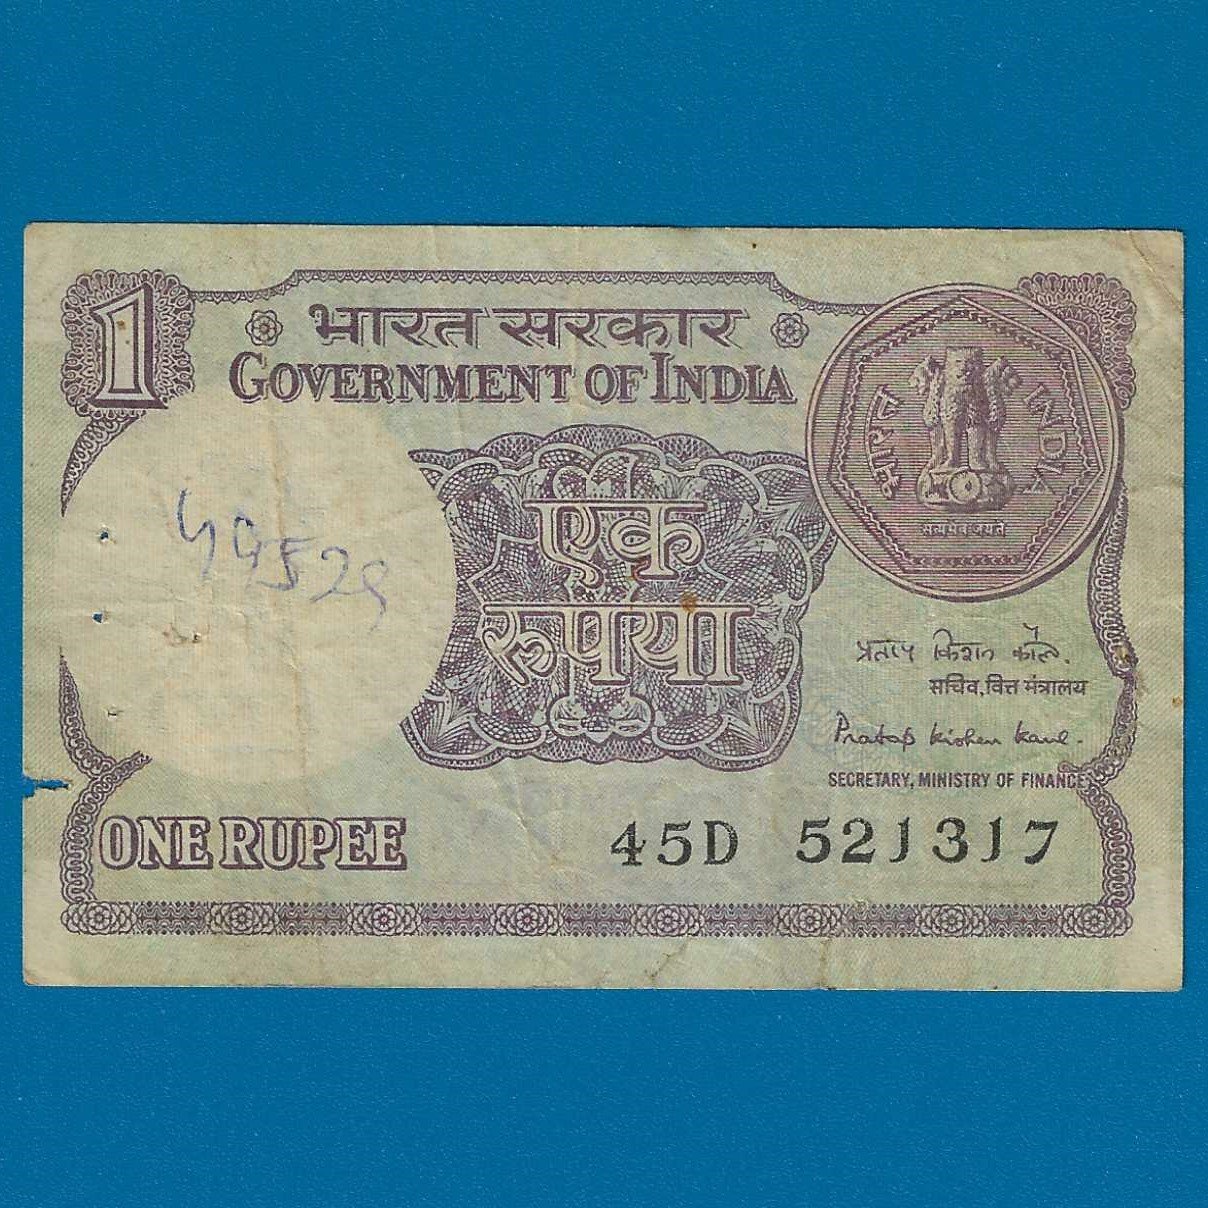 1
भारत सरकार
GOVERNMENT OF INDIA
भारत INDIA
सत्यमेव जयते
एक
रुपया
प्रताप किशन कौल.
सचिव, वित्त मंत्रालय
Pratap Kishen Kaul.
SECRETARY, MINISTRY OF FINANCE
ONE RUPEE
45D 521317